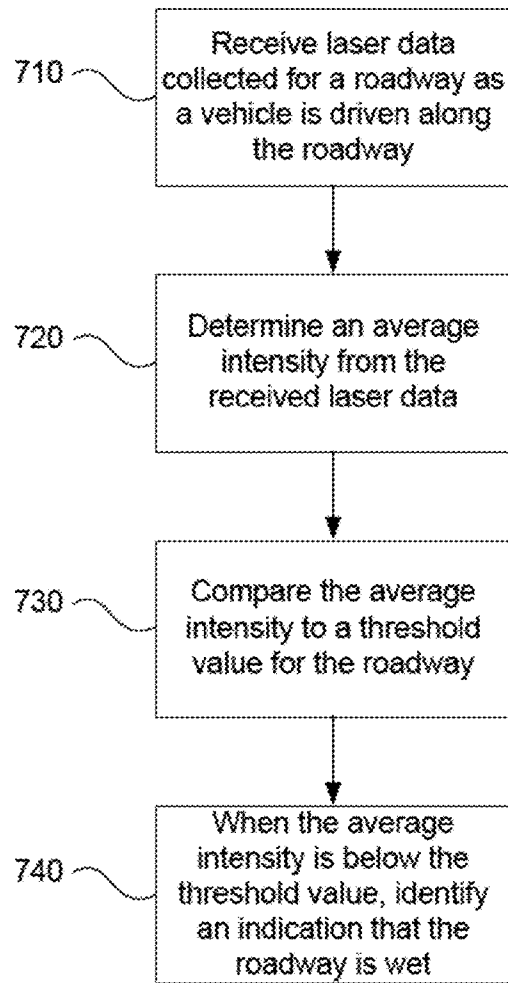 710
Receive laser data
collected for a roadway as
a vehicle is driven along
the roadway
720
Determine an average
intensity from the
received laser data
730
Compare the average
intensity to a threshold
value for the roadway
740
When the average
intensity is below the
threshold value, identify
an indication that the
roadway is wet